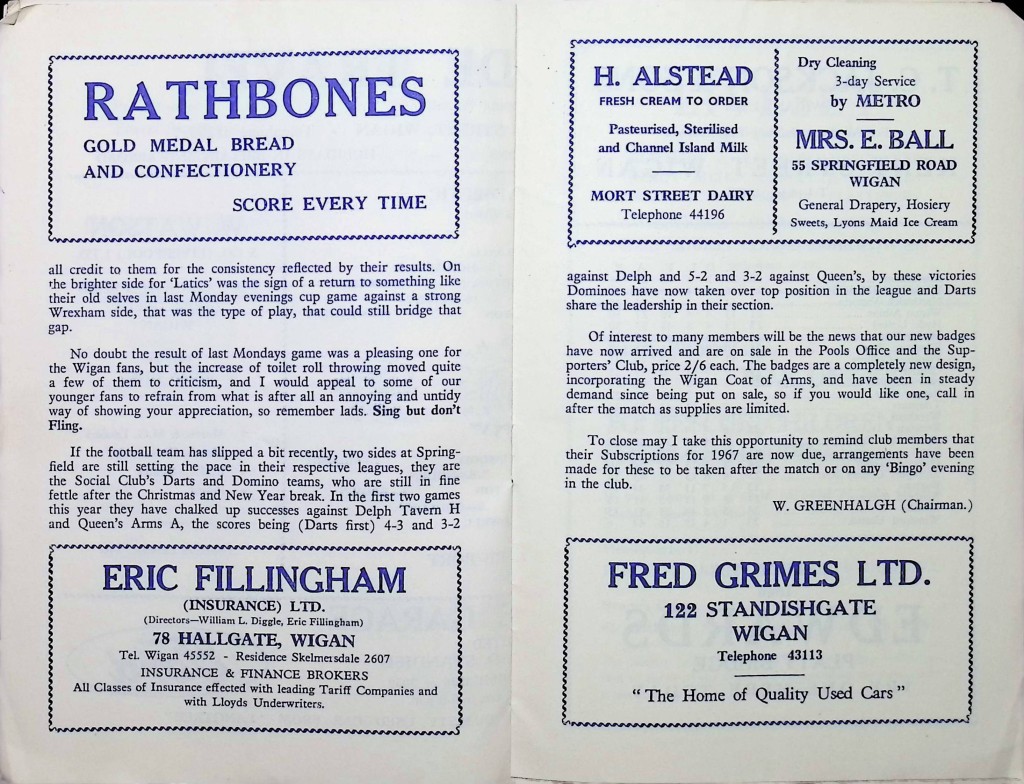 RATHBONES
GOLD MEDAL BREAD
AND CONFECTIONERY
SCORE EVERY TIME
all credit to them for the consistency reflected by their results. On
the brighter side for 'Latics' was the sign of a return to something like
their old selves in last Monday evenings cup game against a strong
Wrexham side, that was the type of play, that could still bridge that
gap.
No doubt the result of last Mondays game was a pleasing one for
the Wigan fans, but the increase of toilet roll throwing moved quite
a few of them to criticism, and I would appeal to some of our
younger fans to refrain from what is after all an annoying and untidy
way of showing your appreciation, so remember lads. Sing but don't
Fling.
If the football team has slipped a bit recently, two sides at Spring-
field are still setting the pace in their respective leagues, they are
the Social Club's Darts and Domino teams, who are still in fine
fettle after the Christmas and New Year break. In the first two games
this year they have chalked up successes against Delph Tavern H
and Queen's Arms A, the scores being (Darts first) 4-3 and 3-2
ERIC FILLINGHAM
(INSURANCE) LTD.
(Directors—William L. Diggle, Eric Fillingham)
78 HALLGATE, WIGAN
Tel. Wigan 45552 - Residence Skelmersdale 2607
INSURANCE & FINANCE BROKERS
All Classes of Insurance effected with leading Tariff Companies and
with Lloyds Underwriters.
H. ALSTEAD
FRESH CREAM TO ORDER
Pasteurised, Sterilised
and Channel Island Milk
MORT STREET DAIRY
Telephone 44196
Dry Cleaning
3-day Service
by METRO
MRS. E. BALL
55 SPRINGFIELD ROAD
WIGAN
General Drapery, Hosiery
Sweets, Lyons Maid Ice Cream
against Delph and 5-2 and 3-2 against Queen's, by these victories
Dominoes have now taken over top position in the league and Darts
share the leadership in their section.
Of interest to many members will be the news that our new badges
have now arrived and are on sale in the Pools Office and the Sup-
porters' Club, price 2/6 each. The badges are a completely new design,
incorporating the Wigan Coat of Arms, and have been in steady
demand since being put on sale, so if you would like one, call in
after the match as supplies are limited.
To close may I take this opportunity to remind club members that
their Subscriptions for 1967 are now due, arrangements have been
made for these to be taken after the match or on any 'Bingo' evening
in the club.
W. GREENHALGH (Chairman.)
FRED GRIMES LTD.
122 STANDISHGATE
WIGAN
Telephone 43113
"The Home of Quality Used Cars"